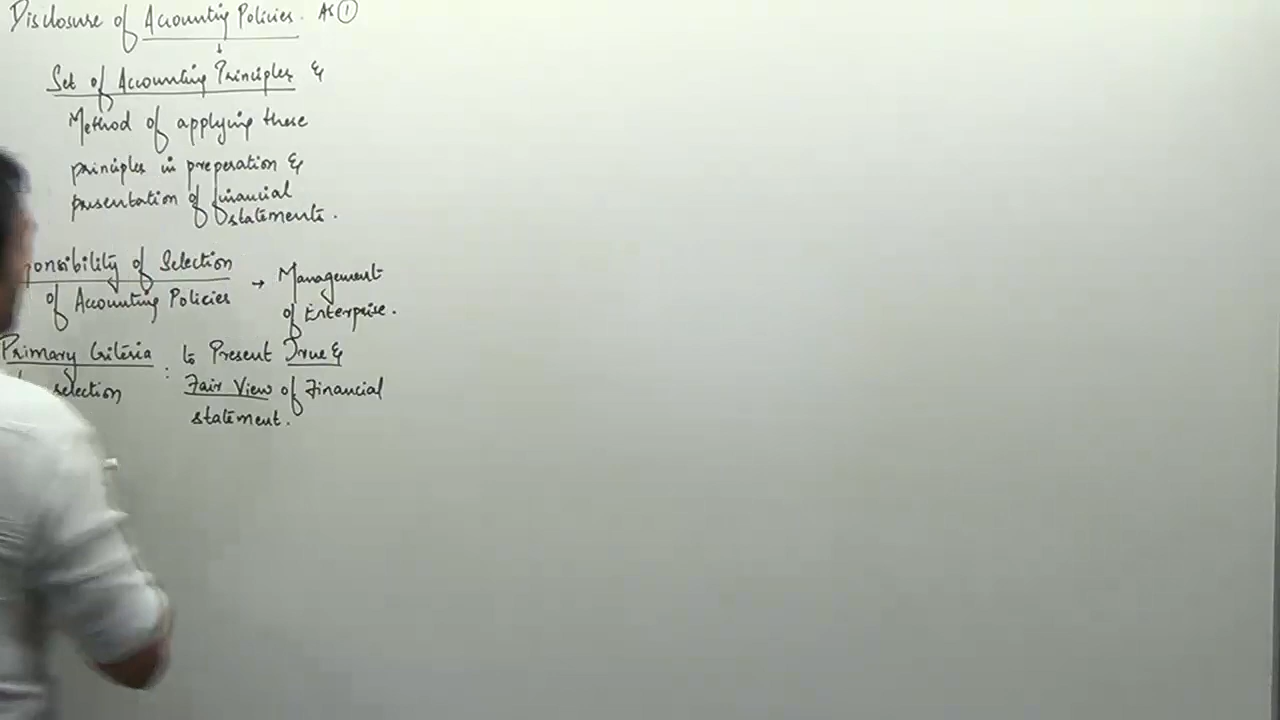 Disclosure of Accounting Policies. AS ①
↓
Set of Accounting Principles &
Method of applying these
principles in preperation &
presentation of financial
statements.
ponsibility of Selection
of Accounting Policies → Management
of Enterprise.
Primary Criteria : to Present True &
selection Fair View of Financial
statement.